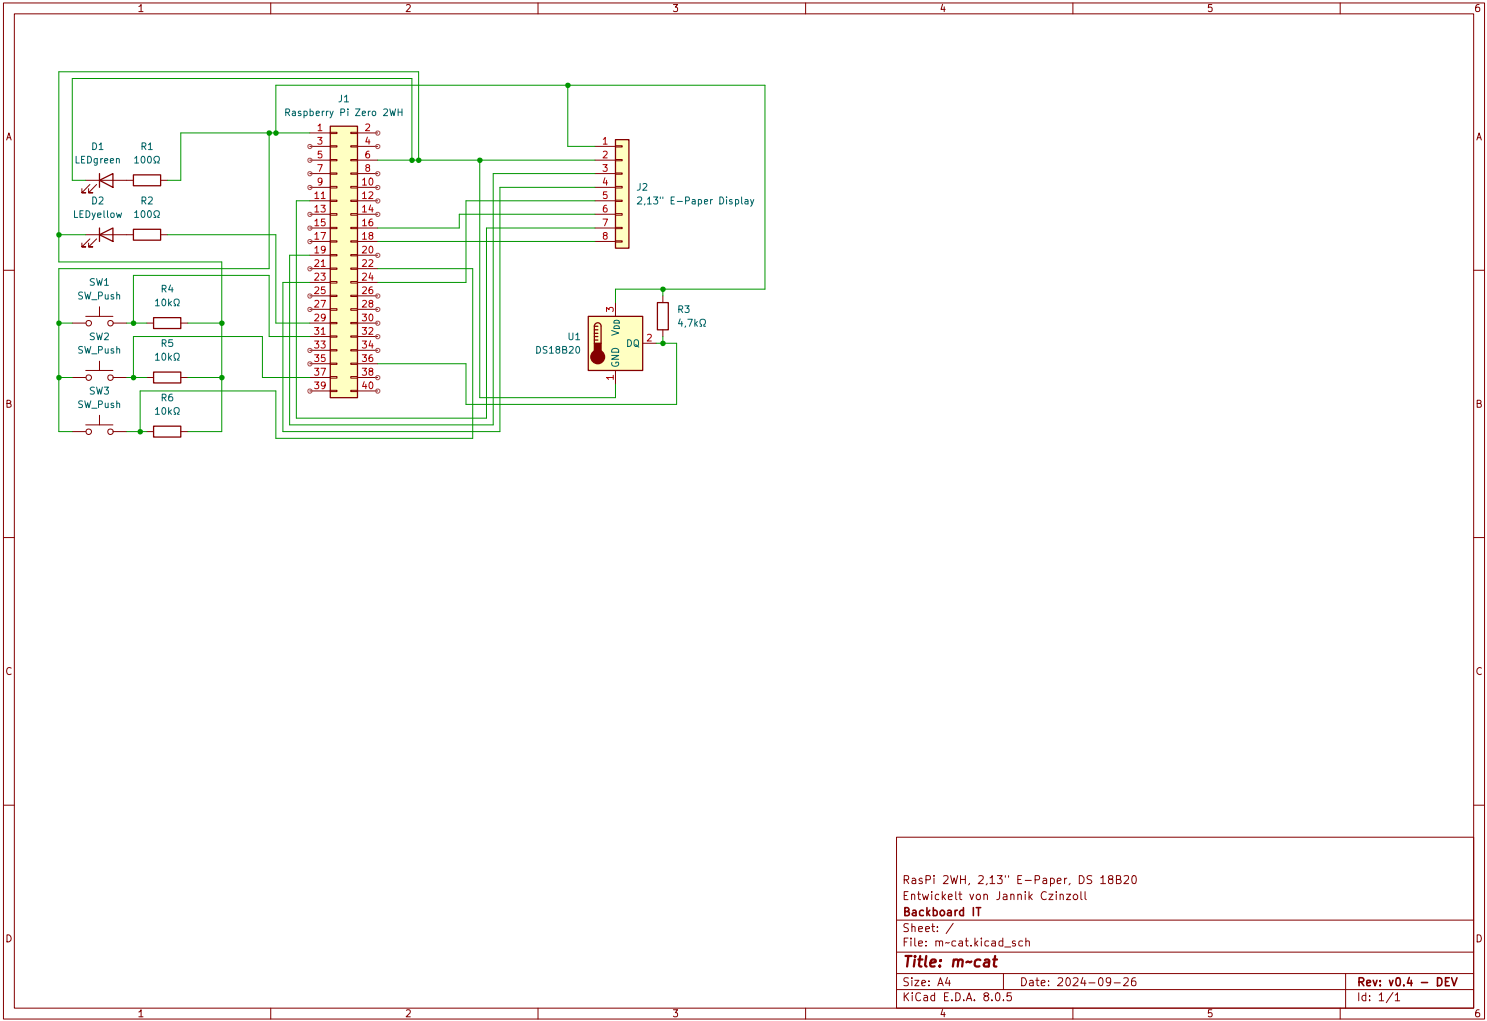 1 2 3 4 5 6
A A
B B
C C
D D
J1
Raspberry Pi Zero 2WH
1 2
3 4
5 6
7 8
9 10
11 12
13 14
15 16
17 18
19 20
21 22
23 24
25 26
27 28
29 30
31 32
33 34
35 36
37 38
39 40
D1
LEDgreen
R1
100Ω
D2
LEDyellow
R2
100Ω
SW1
SW_Push
R4
10kΩ
SW2
SW_Push
R5
10kΩ
SW3
SW_Push
R6
10kΩ
1
2
3
4
5
6
7
8
J2
2,13" E-Paper Display
U1
DS18B20
3
VDD
DQ
2
GND
1
R3
4,7kΩ
RasPi 2WH, 2,13" E-Paper, DS 18B20
Entwickelt von Jannik Czinzoll
Backboard IT
Sheet: /
File: m~cat.kicad_sch
Title: m~cat
Size: A4 Date: 2024-09-26 Rev: v0.4 - DEV
KiCad E.D.A. 8.0.5 Id: 1/1
1 2 3 4 5 6